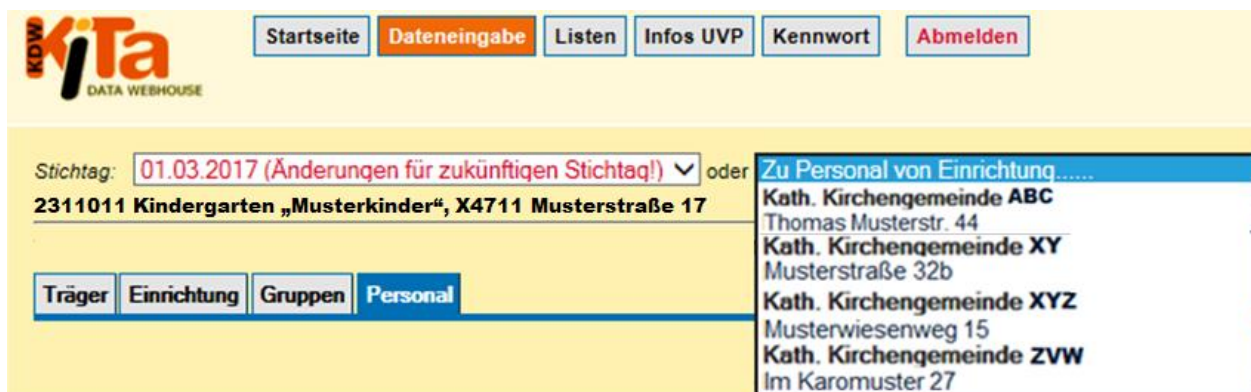 KDW KiTa
DATA WEBHOUSE
Startseite Dateneingabe Listen Infos UVP Kennwort Abmelden
Stichtag: 01.03.2017 (Änderungen für zukünftigen Stichtag!) oder Zu Personal von Einrichtung......
2311011 Kindergarten „Musterkinder“, X4711 Musterstraße 17
Kath. Kirchengemeinde ABC
Thomas Musterstr. 44
Kath. Kirchengemeinde XY
Musterstraße 32b
Kath. Kirchengemeinde XYZ
Musterwiesenweg 15
Kath. Kirchengemeinde ZVW
Im Karomuster 27
Träger Einrichtung Gruppen Personal